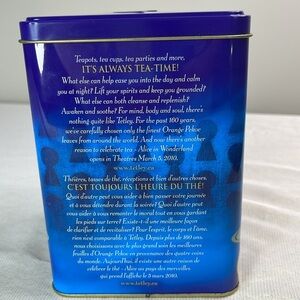 Teapots, tea cups, tea parties and more.
IT'S ALWAYS TEA-TIME!
What else can help ease you into the day and calm
you at night? Lift your spirits and keep you grounded?
What else can both cleanse and replenish?
Awaken and soothe? For mind, body and soul, there's
nothing quite like Tetley. For the past 160 years,
we've carefully chosen only the finest Orange Pekoe
leaves from around the world. And now there's another
reason to celebrate tea - Alice in Wonderland
opens in Theatres March 5, 2010.
www.tetley.ca
Théières, tasses de thé, réceptions et bien d'autres choses.
C'EST TOUJOURS L'HEURE DU THÉ!
Quoi d'autre peut vous aider à bien passer votre journée
et à vous détendre durant la soirée? Quoi d'autre peut
vous aider à vous remonter le moral tout en vous gardant
les pieds sur terre? Existe-t-il une meilleure façon
de clarifier et de revitaliser? Pour l'esprit, le corps et l'âme,
rien n'est comparable à Tetley. Depuis plus de 160 ans,
nous choisissons avec le plus grand soin les meilleures
feuilles d'Orange Pekoe en provenance des quatre coins
du monde. Aujourd'hui, il existe une autre raison de
célébrer le thé - Alice au pays des merveilles,
qui prend l'affiche le 5 mars 2010.
www.tetley.ca